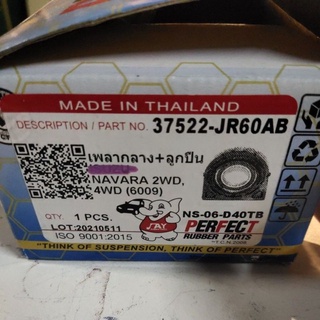 MADE IN THAILAND
DESCRIPTION / PART NO. 37522-JR60AB
เพลากลาง+ลูกปืน
NAVARA 2WD,
4WD (6009)
QTY. 1 PCS.
LOT:20210511
ISO 9001:2015
NS-06-D40TB
PERFECT
RUBBER PARTS
"THINK OF SUSPENSION, THINK OF PERFECT"